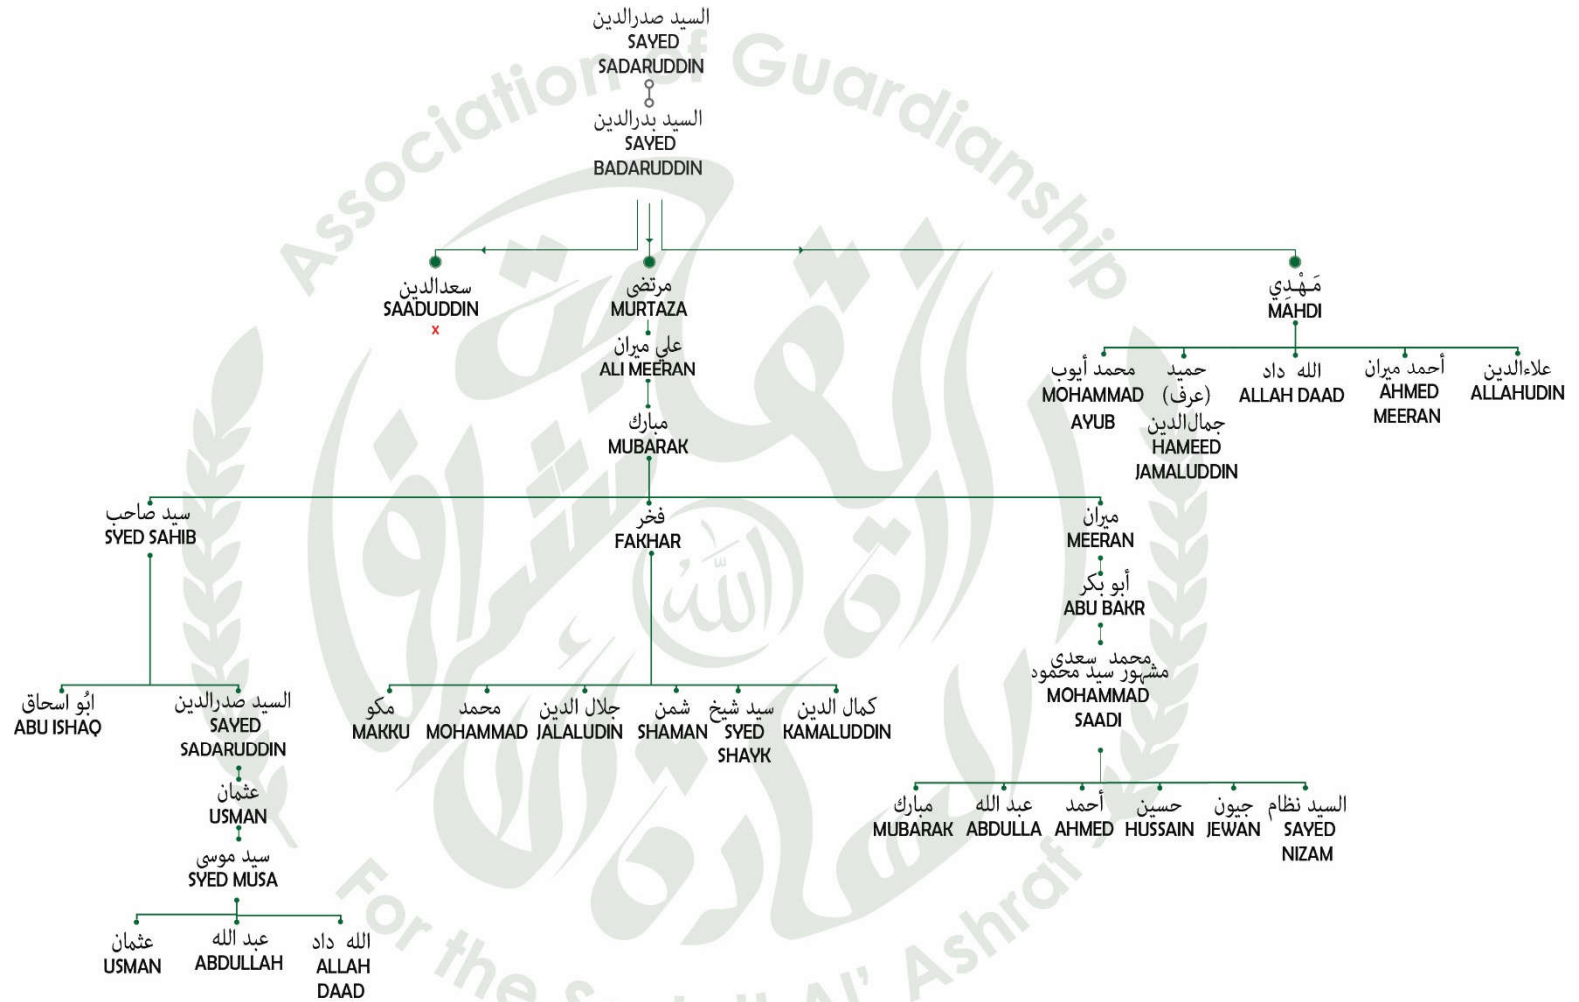 السيد صدرالدين
SAYED
SADARUDDIN
السيد بدرالدين
SAYED
BADARUDDIN
سعدالدين
SAADUDDIN
x
مرتضى
MURTAZA
مَهْدِي
MAHDI
علي ميران
ALI MEERAN
مبارك
MUBARAK
محمد أيوب
MOHAMMAD
AYUB
حميد
(عرف)
جمال‌الدين
HAMEED
JAMALUDDIN
الله داد
ALLAH DAAD
أحمد ميران
AHMED
MEERAN
علاءالدين
ALLAHUDIN
سيد صاحب
SYED SAHIB
فخر
FAKHAR
ميران
MEERAN
أبو بكر
ABU BAKR
محمد سعدی
مشہور سید محمود
MOHAMMAD
SAADI
ابُو اسحاق
ABU ISHAQ
السيد صدرالدين
SAYED
SADARUDDIN
عثمان
USMAN
سيد موسى
SYED MUSA
عثمان
USMAN
عبد الله
ABDULLAH
الله داد
ALLAH
DAAD
مكو
MAKKU
محمد
MOHAMMAD
جلال الدين
JALALUDIN
شمن
SHAMAN
سيد شيخ
SYED
SHAYK
كمال الدين
KAMALUDDIN
مبارك
MUBARAK
عبد الله
ABDULLA
أحمد
AHMED
حسين
HUSSAIN
جيون
JEWAN
السيد نظام
SAYED
NIZAM
Association of Guardianship
الله
For the
Al' Ashraf